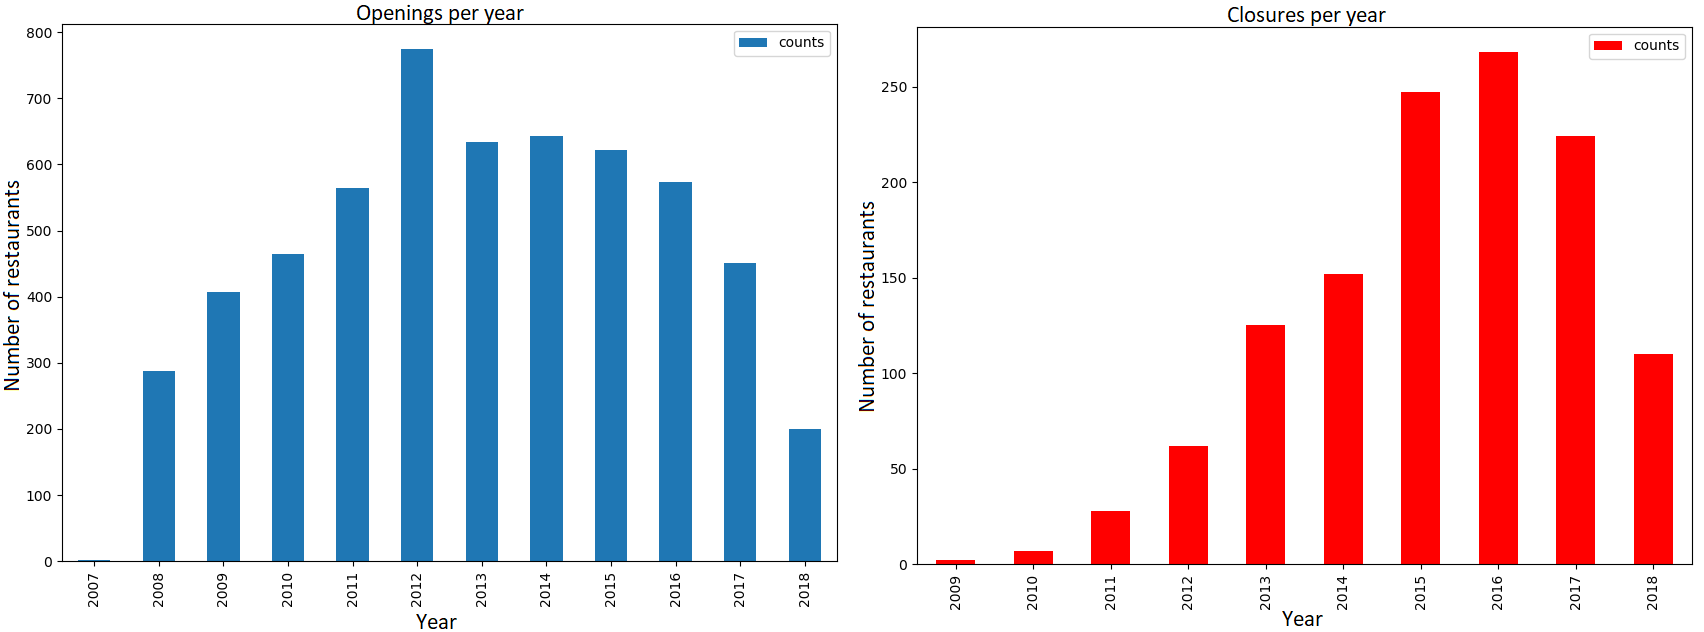 Openings per year
counts
800
700
600
500
400
300
200
100
0
Number of restaurants
2007 2008 2009 2010 2011 2012 2013 2014 2015 2016 2017 2018
Year
Closures per year
counts
250
200
150
100
50
0
Number of restaurants
2009 2010 2011 2012 2013 2014 2015 2016 2017 2018
Year